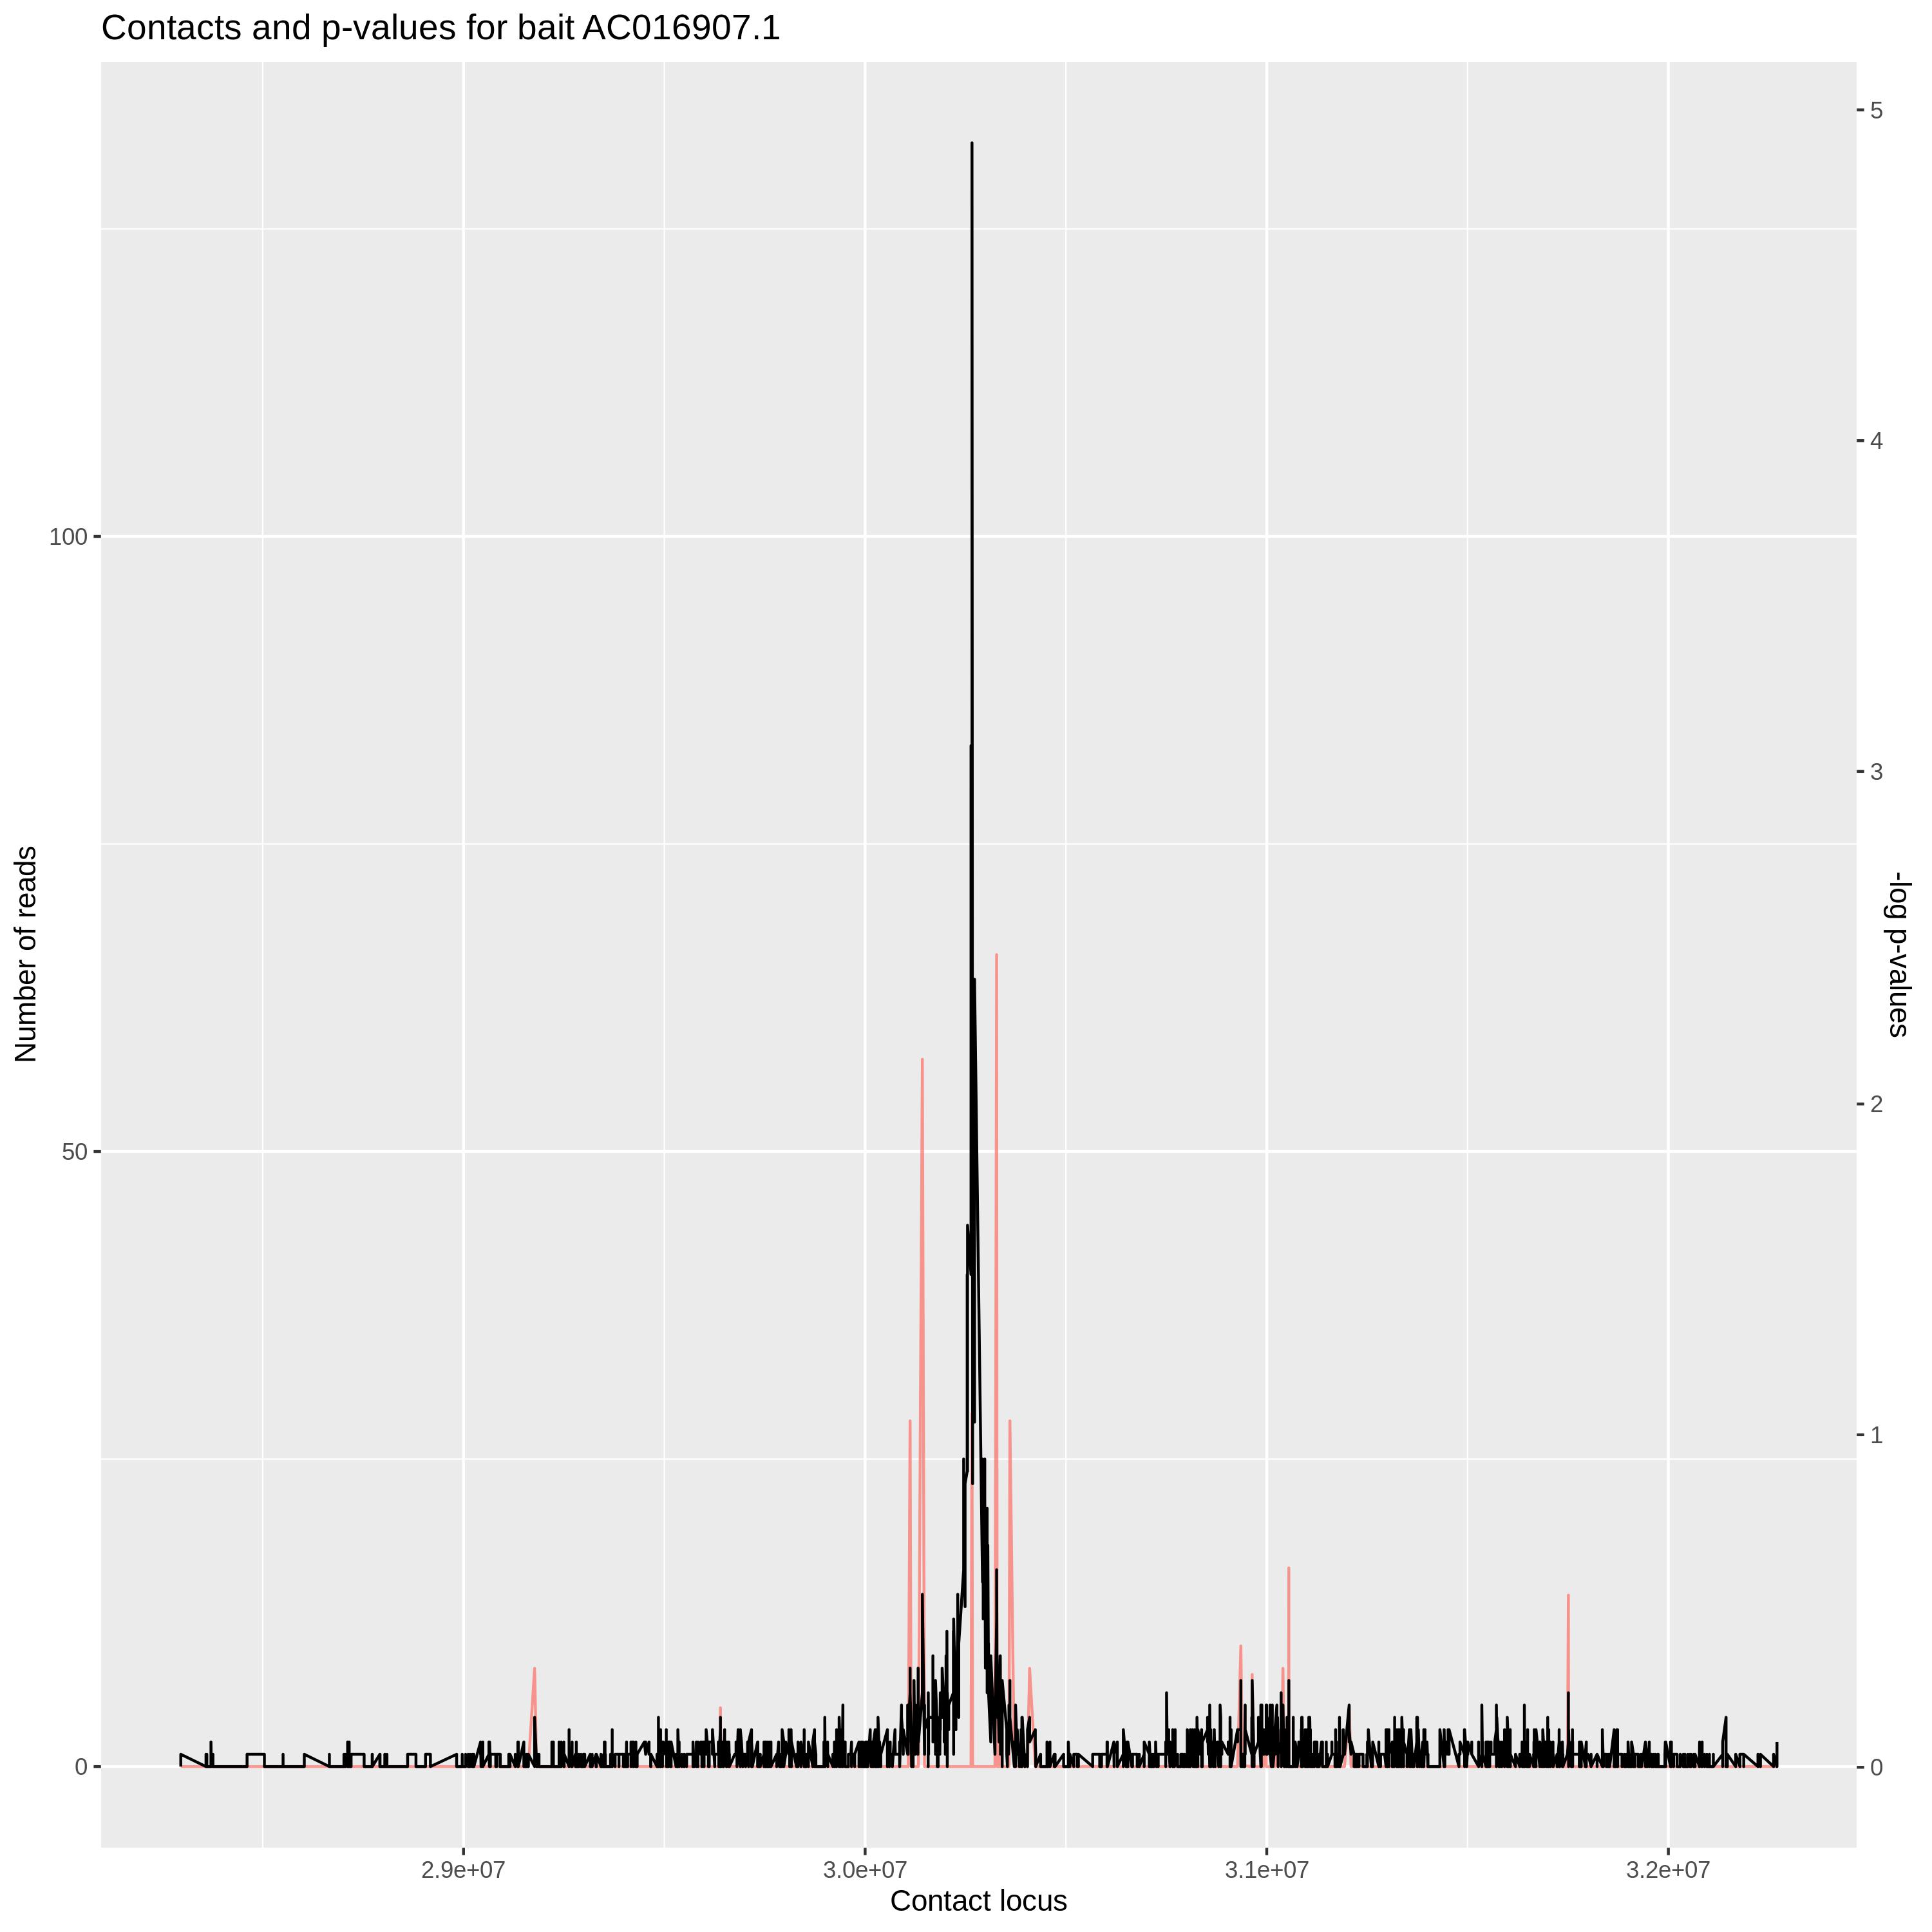 Contacts and p-values for bait AC016907.1
100
50
0
Number of reads
5
4
3
2
1
0
-log p-values
2.9e+07
3.0e+07
3.1e+07
3.2e+07
Contact locus